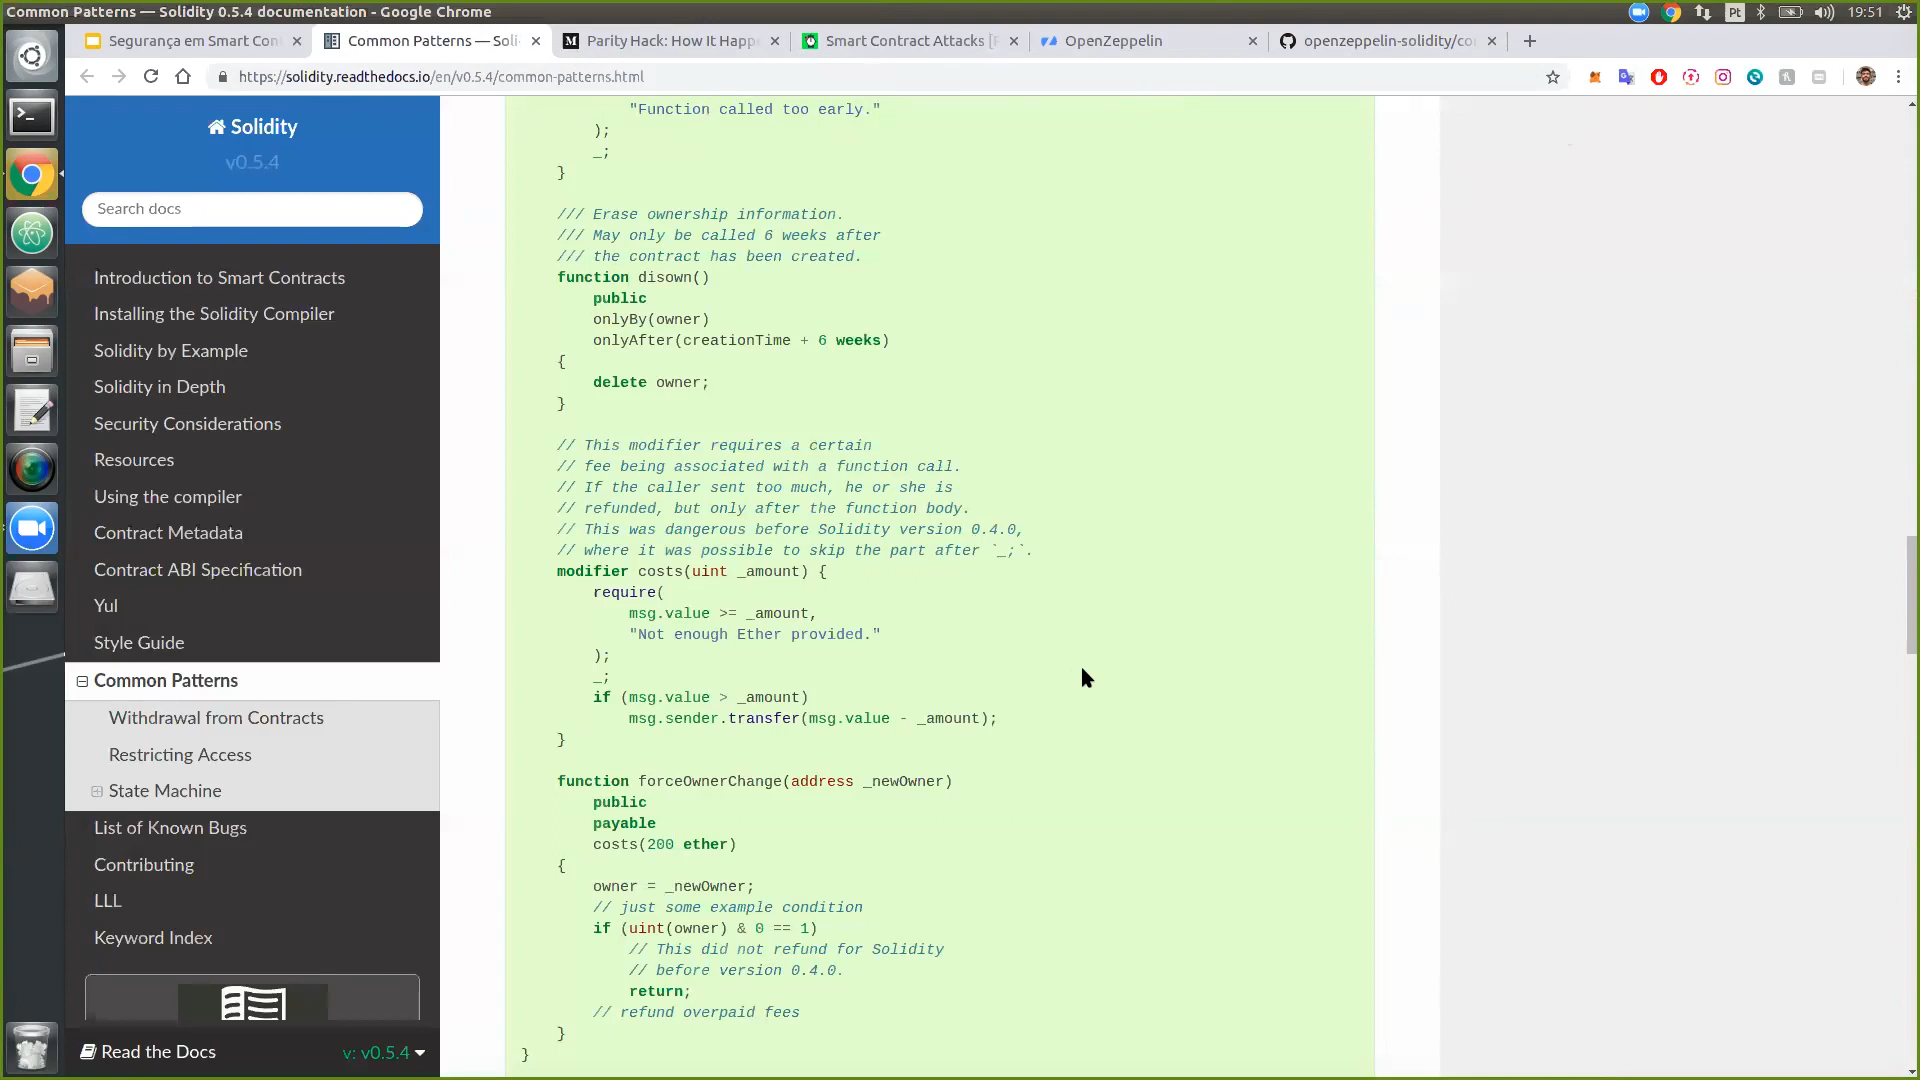 Common Patterns — Solidity 0.5.4 documentation - Google Chrome
Pt
19:51
Segurança em Smart Con
Common Patterns — Soli
Parity Hack: How It Happ
Smart Contract Attacks [
OpenZeppelin
openzeppelin-solidity/co
https://solidity.readthedocs.io/en/v0.5.4/common-patterns.html
Solidity
v0.5.4
Search docs
Introduction to Smart Contracts
Installing the Solidity Compiler
Solidity by Example
Solidity in Depth
Security Considerations
Resources
Using the compiler
Contract Metadata
Contract ABI Specification
Yul
Style Guide
Common Patterns
Withdrawal from Contracts
Restricting Access
State Machine
List of Known Bugs
Contributing
LLL
Keyword Index
Read the Docs
v: v0.5.4
"Function called too early."
);
_;
}
/// Erase ownership information.
/// May only be called 6 weeks after
/// the contract has been created.
function disown()
public
onlyBy(owner)
onlyAfter(creationTime + 6 weeks)
{
delete owner;
}
// This modifier requires a certain
// fee being associated with a function call.
// If the caller sent too much, he or she is
// refunded, but only after the function body.
// This was dangerous before Solidity version 0.4.0,
// where it was possible to skip the part after `_;`.
modifier costs(uint _amount) {
require(
msg.value >= _amount,
"Not enough Ether provided."
);
_;
if (msg.value > _amount)
msg.sender.transfer(msg.value - _amount);
}
function forceOwnerChange(address _newOwner)
public
payable
costs(200 ether)
{
owner = _newOwner;
// just some example condition
if (uint(owner) & 0 == 1)
// This did not refund for Solidity
// before version 0.4.0.
return;
// refund overpaid fees
}
}